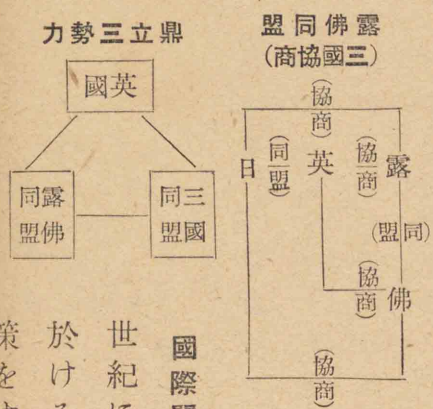 露佛同盟
(三國協商)
(協商)
露
(協商)
英
(同盟)
日
(同盟)
佛
(協商)
(協商)
鼎立三勢力
英國
三國同盟
露佛同盟
國際
世紀に
於ける
策を